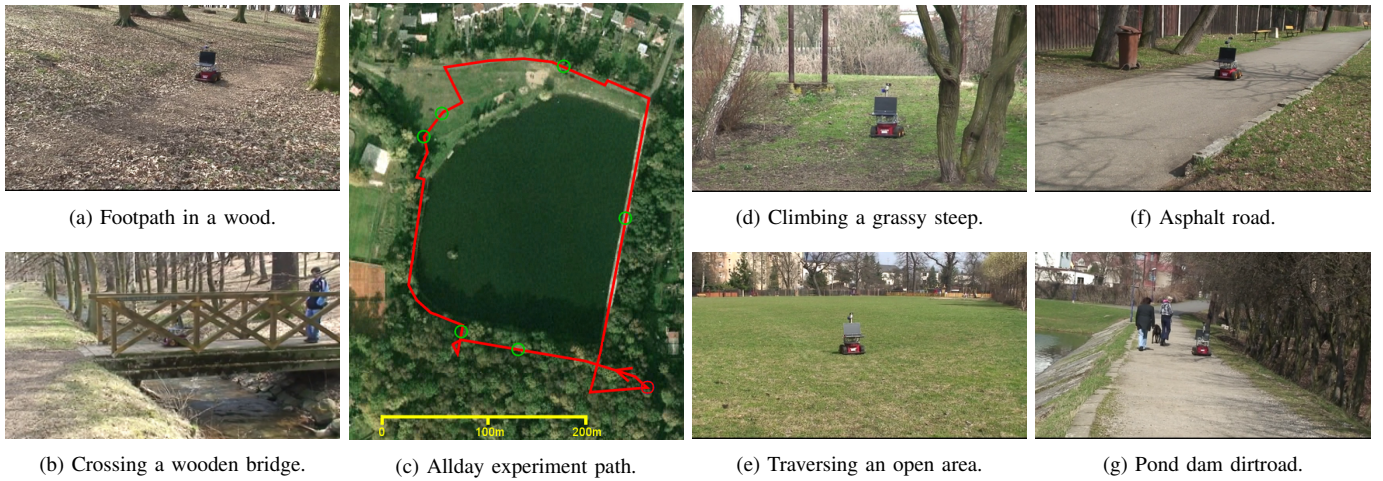 (a) Footpath in a wood.
(b) Crossing a wooden bridge.
100m
200m
(c) Allday experiment path.
(d) Climbing a grassy steep.
(e) Traversing an open area.
(f) Asphalt road.
(g) Pond dam dirtroad.